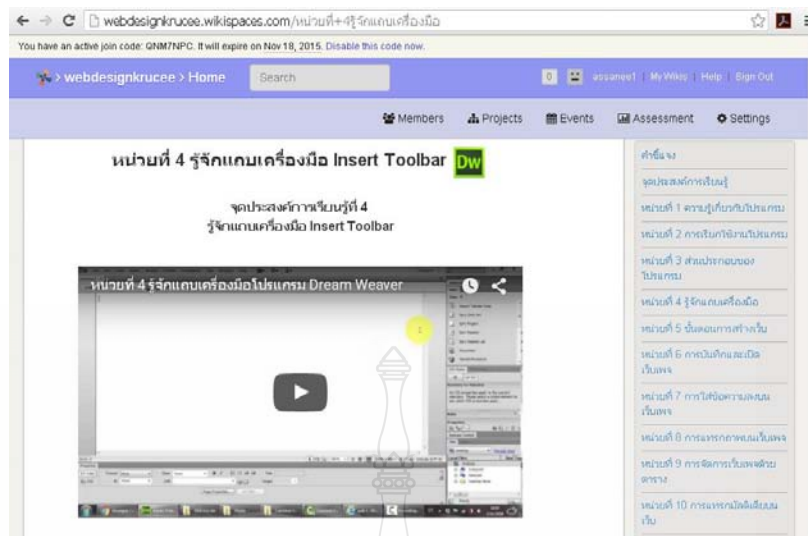 webdesignkrucee.wikispaces.com/หน่วยที่+4รู้จักแถบเครื่องมือ
You have an active join code: QNM7NPC. It will expire on Nov 18, 2015. Disable this code now.
webdesignkrucee > Home
Search
0
assanee1 | My Wikis | Help | Sign Out
Members
Projects
Events
Assessment
Settings
หน่วยที่ 4 รู้จักแถบเครื่องมือ Insert Toolbar
Dw
จุดประสงค์การเรียนรู้ที่ 4
รู้จักแถบเครื่องมือ Insert Toolbar
หน่วยที่ 4 รู้จักแถบเครื่องมือโปรแกรม Dream Weaver
คำชี้แจง
จุดประสงค์การเรียนรู้
หน่วยที่ 1 ความรู้เกี่ยวกับโปรแกรม
หน่วยที่ 2 การเรียกใช้งานโปรแกรม
หน่วยที่ 3 ส่วนประกอบของ
โปรแกรม
หน่วยที่ 4 รู้จักแถบเครื่องมือ
หน่วยที่ 5 ขั้นตอนการสร้างเว็บ
หน่วยที่ 6 การบันทึกและเปิด
เว็บเพจ
หน่วยที่ 7 การใส่ข้อความลงบน
เว็บเพจ
หน่วยที่ 8 การแทรกภาพบนเว็บเพจ
หน่วยที่ 9 การจัดการเว็บเพจด้วย
ตาราง
หน่วยที่ 10 การแทรกมัลติมีเดียบน
เว็บ